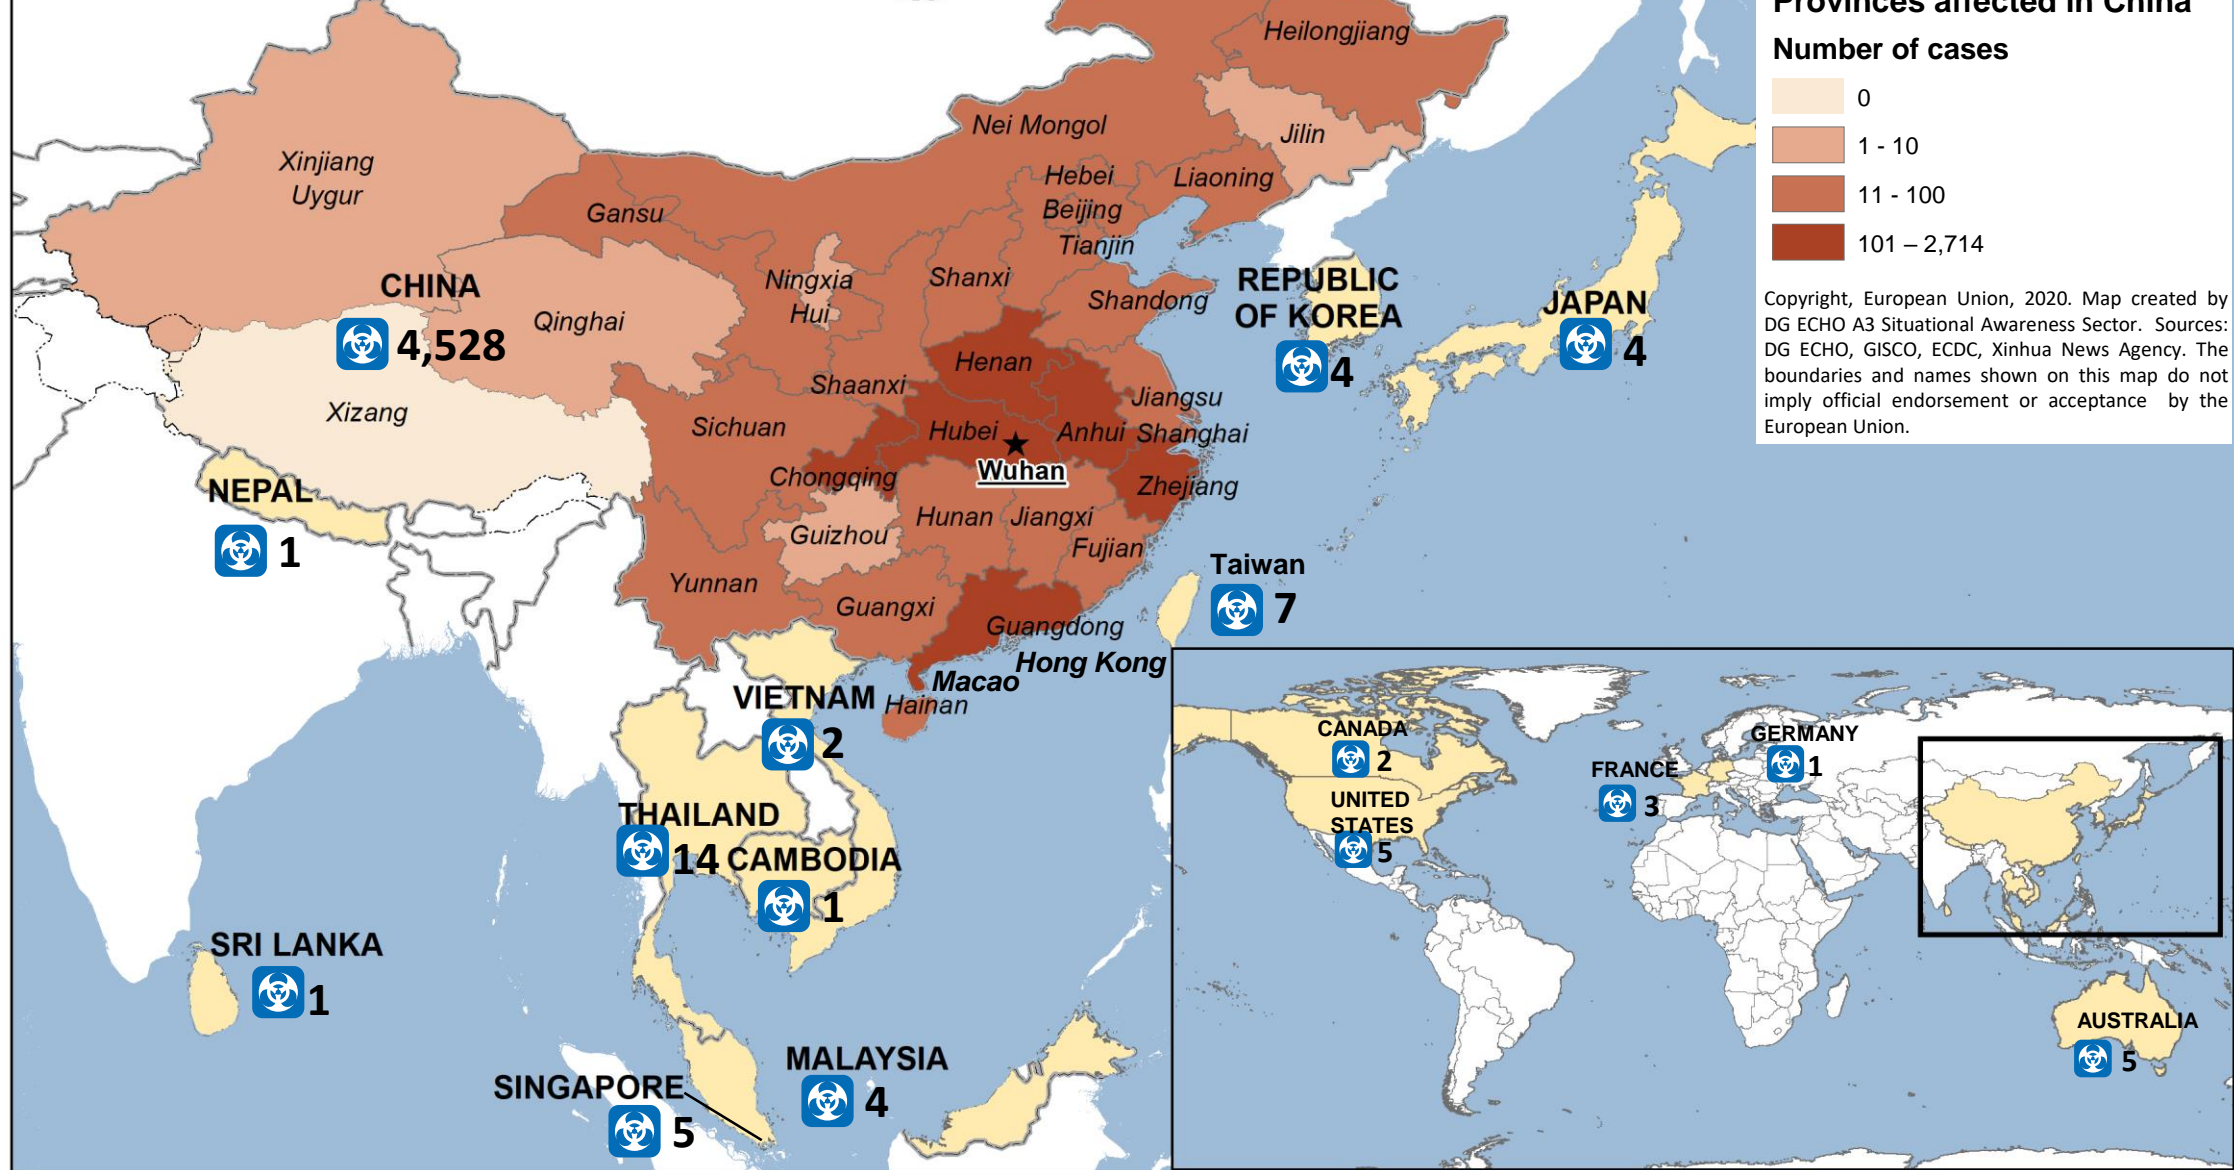 Provinces affected in China
Number of cases
0
1 - 10
11 - 100
101 – 2,714
Copyright, European Union, 2020. Map created by
DG ECHO A3 Situational Awareness Sector. Sources:
DG ECHO, GISCO, ECDC, Xinhua News Agency. The
boundaries and names shown on this map do not
imply official endorsement or acceptance by the
European Union.
Heilongjiang
Nei Mongol
Jilin
Xinjiang
Uygur
Hebei
Liaoning
Beijing
Gansu
Tianjin
CHINA
4,528
Qinghai
Ningxia
Hui
Shanxi
Shandong
REPUBLIC
OF KOREA
4
JAPAN
4
Henan
Shaanxi
Jiangsu
Xizang
Sichuan
Hubei
Anhui
Shanghai
Wuhan
Chongqing
Zhejiang
NEPAL
1
Guizhou
Hunan
Jiangxi
Fujian
Yunnan
Guangxi
Guangdong
Taiwan
7
Hong Kong
Macao
Hainan
VIETNAM
2
THAILAND
14
CAMBODIA
1
SRI LANKA
1
SINGAPORE
5
MALAYSIA
4
CANADA
2
UNITED
STATES
5
FRANCE
3
GERMANY
1
AUSTRALIA
5